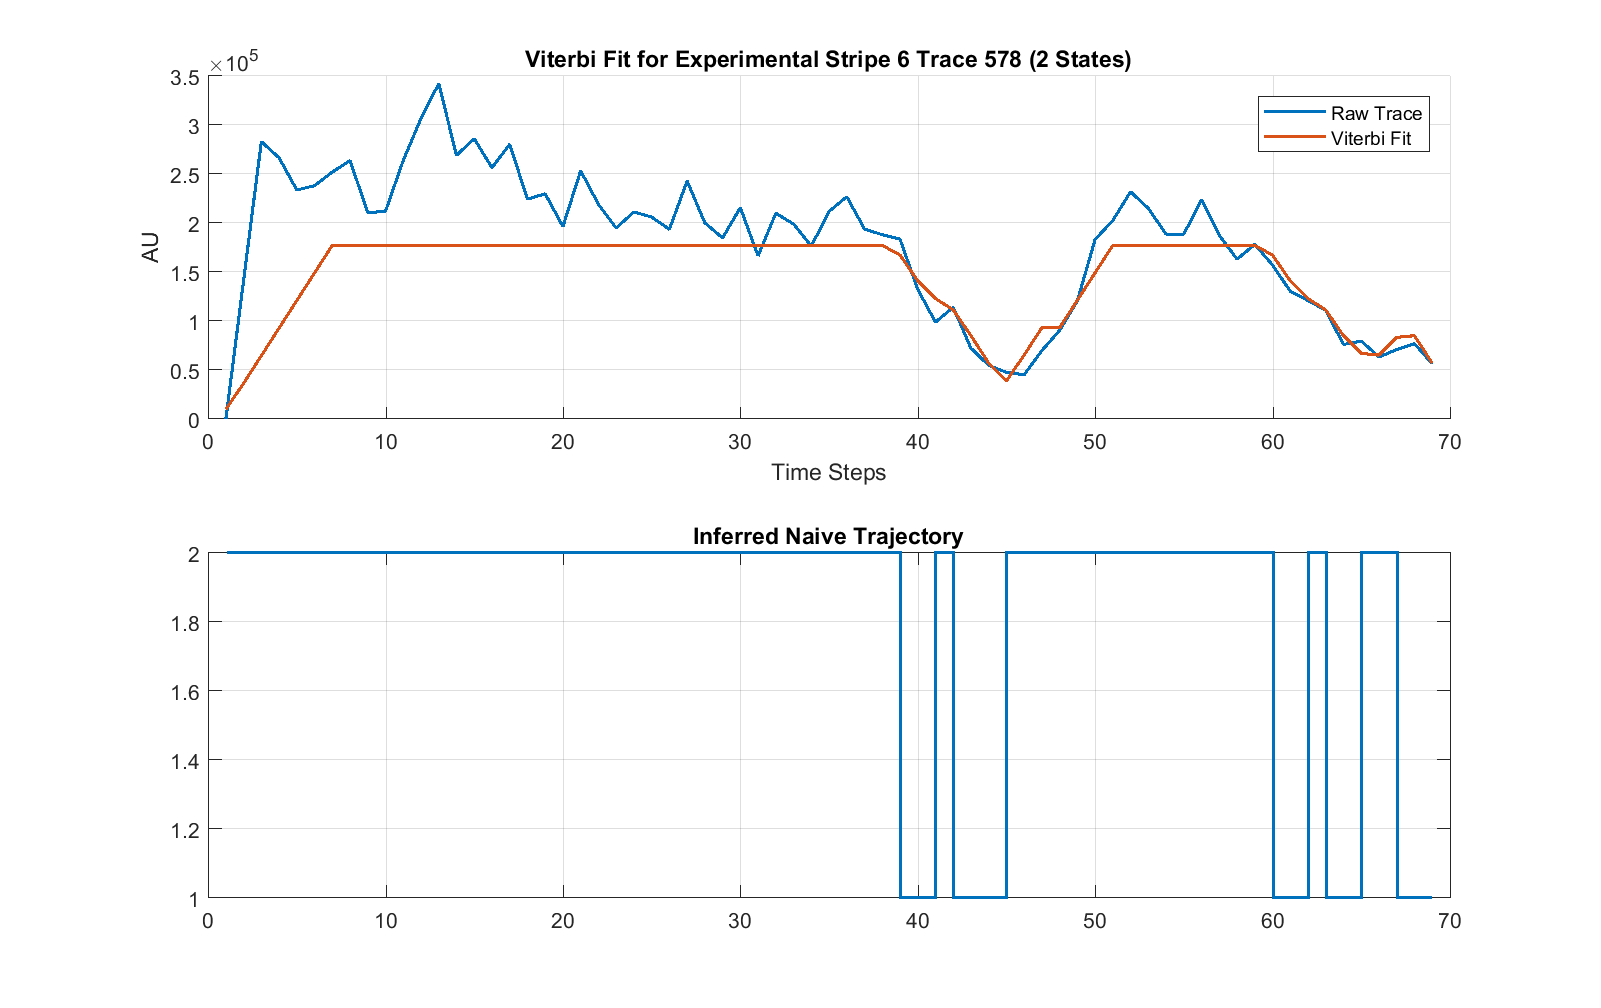 Viterbi Fit for Experimental Stripe 6 Trace 578 (2 States)
×10^5
3.5
3
2.5
2
1.5
1
0.5
0
AU
Raw Trace
Viterbi Fit
0 10 20 30 40 50 60 70
Time Steps
Inferred Naive Trajectory
2
1.8
1.6
1.4
1.2
1
0 10 20 30 40 50 60 70